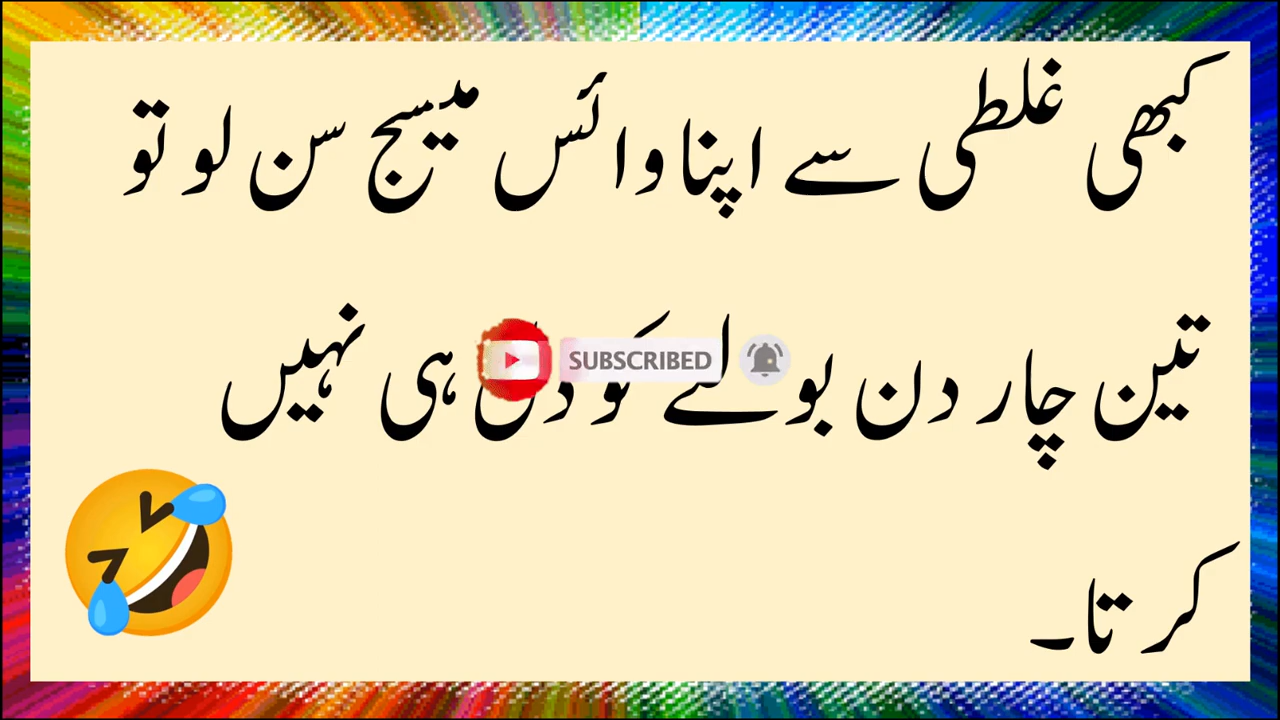 کبھی غلطی سے اپنا وائس میسج سن لو تو
تین چار دن بولنے کو دل ہی نہیں
SUBSCRIBED
کرتا۔